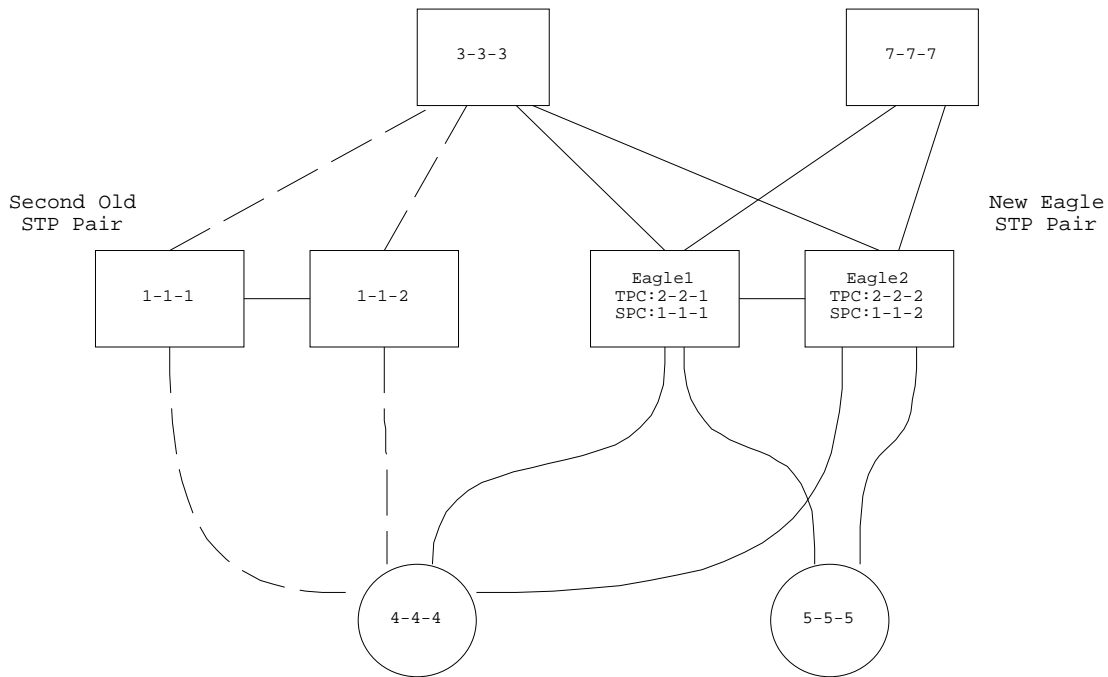 3-3-3
7-7-7
Second Old
STP Pair
New Eagle
STP Pair
1-1-1
1-1-2
Eagle1
TPC:2-2-1
SPC:1-1-1
Eagle2
TPC:2-2-2
SPC:1-1-2
4-4-4
5-5-5